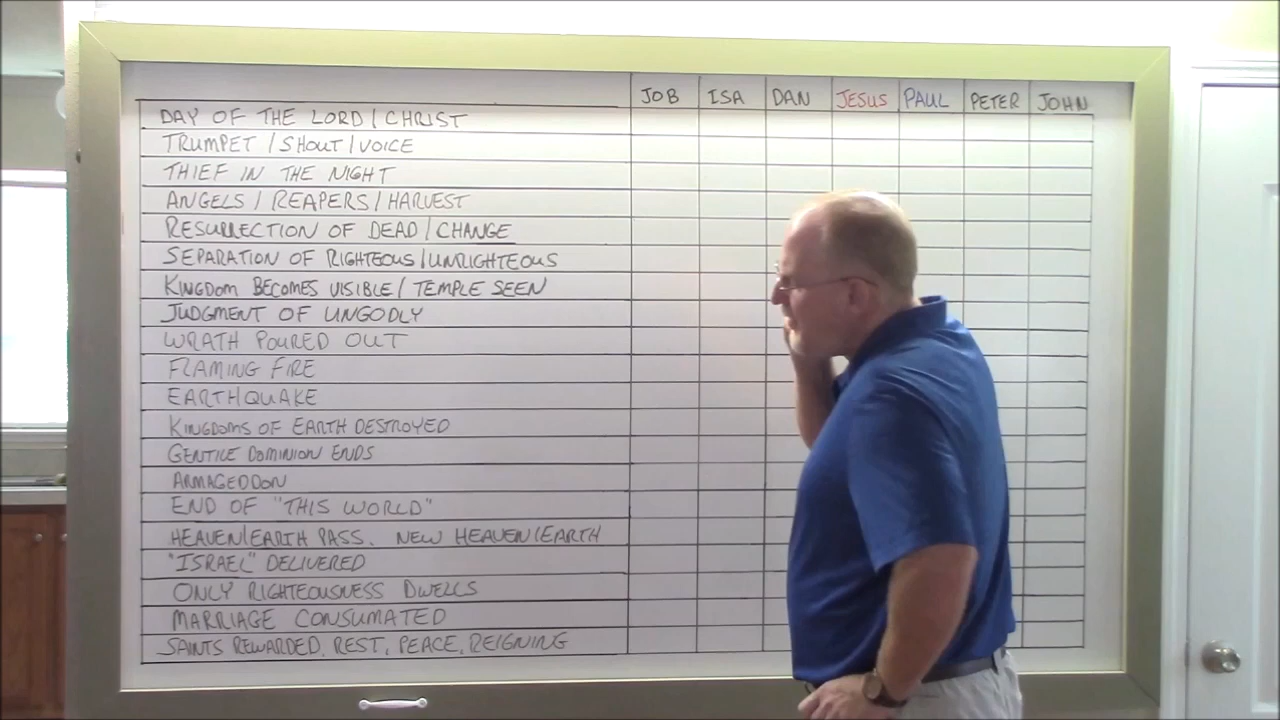 JOB ISA DAN JESUS PAUL PETER JOHN
DAY OF THE LORD / CHRIST
TRUMPET / SHOUT / VOICE
THIEF IN THE NIGHT
ANGELS / REAPERS / HARVEST
RESURRECTION OF DEAD / CHANGE
SEPARATION OF RIGHTEOUS / UNRIGHTEOUS
KINGDOM BECOMES VISIBLE / TEMPLE SEEN
JUDGMENT OF UNGODLY
WRATH POURED OUT
FLAMING FIRE
EARTHQUAKE
KINGDOMS OF EARTH DESTROYED
GENTILE DOMINION ENDS
ARMAGEDDON
END OF "THIS WORLD"
HEAVEN/EARTH PASS. NEW HEAVEN/EARTH
"ISRAEL" DELIVERED
ONLY RIGHTEOUSNESS DWELLS
MARRIAGE CONSUMATED
SAINTS REWARDED, REST, PEACE, REIGNING